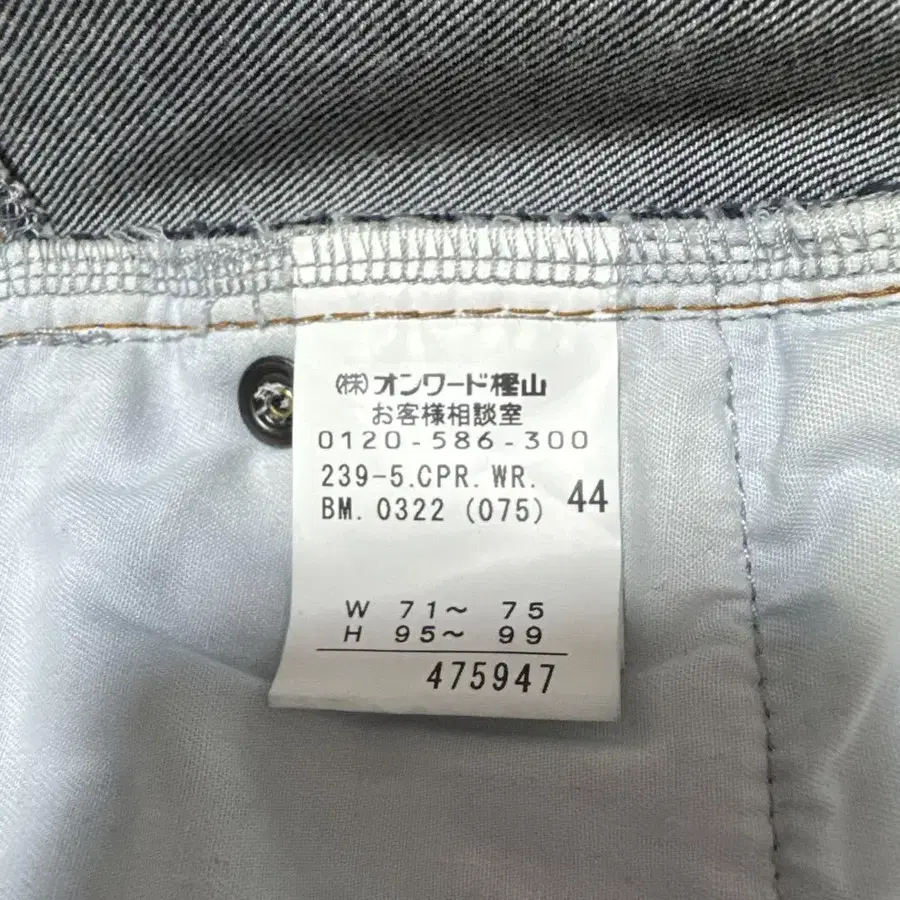 (株)オンワード樫山
お客様相談室
0120-586-300
239-5.CPR.WR.
BM.0322 (075) 44
W 71～ 75
H 95～ 99
475947